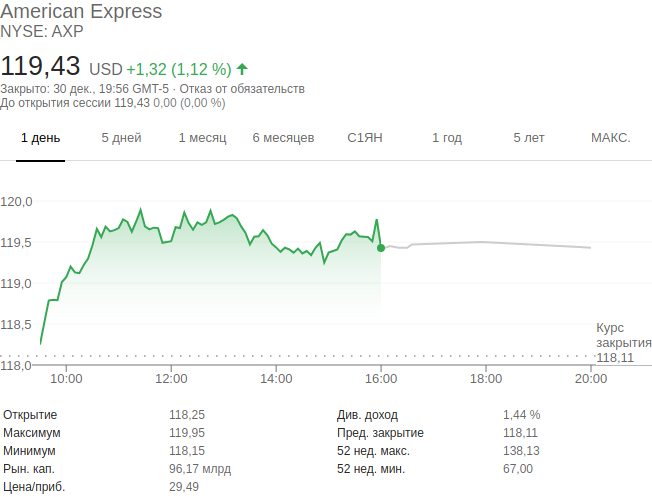 American Express
NYSE: AXP
119,43 USD +1,32 (1,12 %)
Закрыто: 30 дек., 19:56 GMT-5 · Отказ от обязательств
До открытия сессии 119,43 0,00 (0,00 %)
1 день 5 дней 1 месяц 6 месяцев С1ЯН 1 год 5 лет МАКС.
120,0
119,5
119,0
118,5
Курс
закрытия
118,11
118,0
10:00 12:00 14:00 16:00 18:00 20:00
Открытие 118,25 Див. доход 1,44 %
Максимум 119,95 Пред. закрытие 118,11
Минимум 118,15 52 нед. макс. 138,13
Рын. кап. 96,17 млрд 52 нед. мин. 67,00
Цена/приб. 29,49